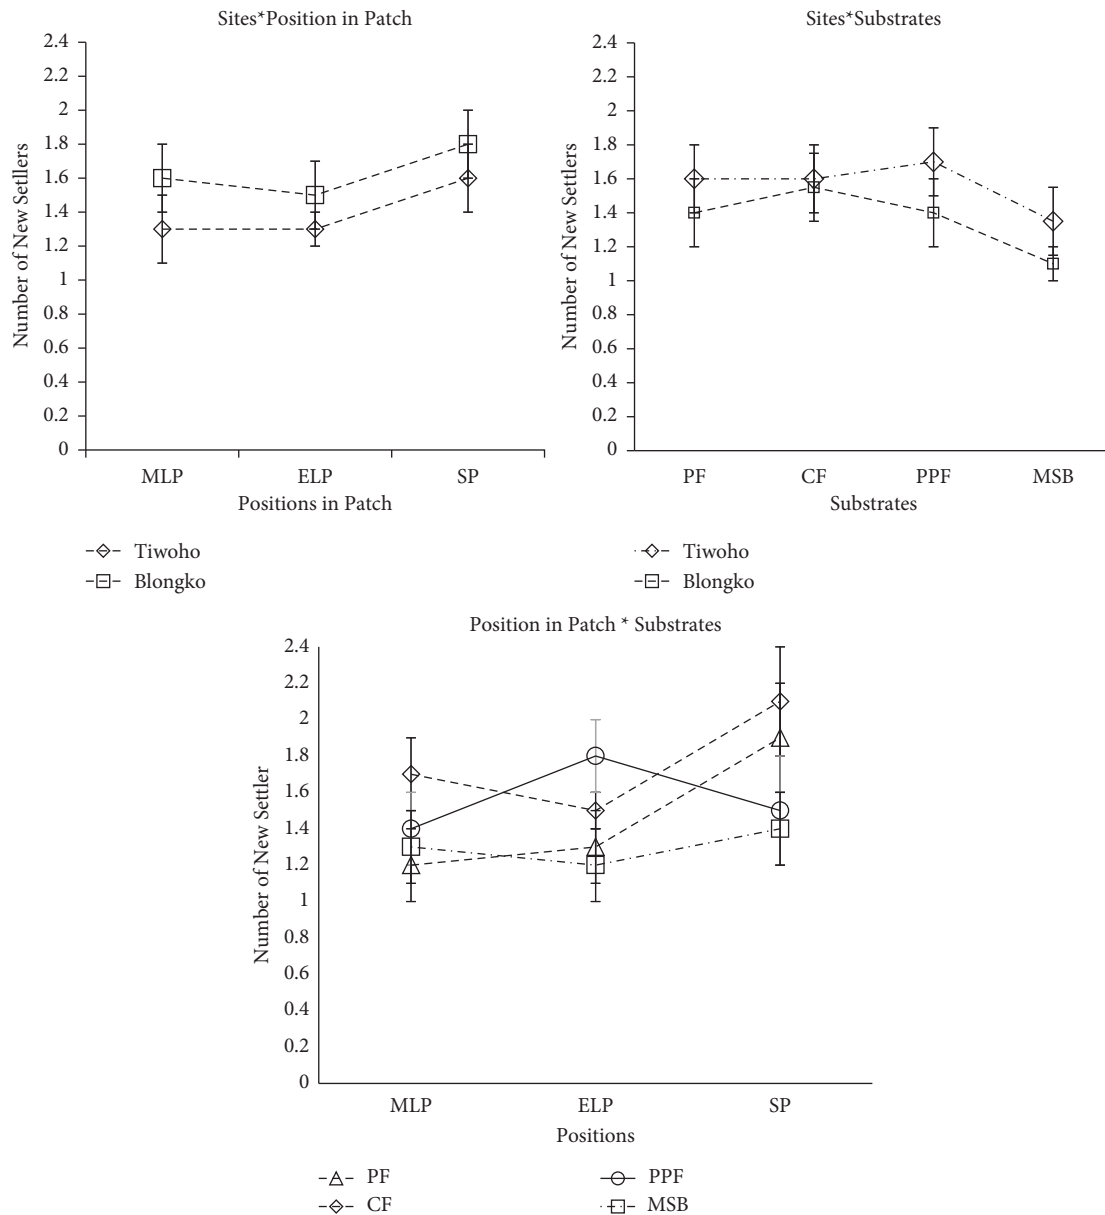 Sites*Position in Patch
2.4
2.2
2
1.8
1.6
1.4
1.2
1
0.8
0.6
0.4
0.2
0
Number of New Setllers
MLP ELP SP
Positions in Patch
Tiwoho
Blongko
Sites*Substrates
2.4
2.2
2
1.8
1.6
1.4
1.2
1
0.8
0.6
0.4
0.2
0
Number of New Setllers
PF CF PPF MSB
Substrates
Tiwoho
Blongko
Position in Patch * Substrates
2.4
2.2
2
1.8
1.6
1.4
1.2
1
0.8
0.6
1.4
0.2
0
Number of New Settler
MLP ELP SP
Positions
PF PPF
CF MSB